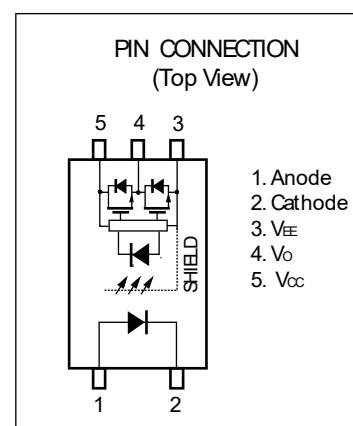 PIN CONNECTION
(Top View)
5 4 3
SHIELD
1 2
1. Anode
2. Cathode
3. VEE
4. VO
5. VCC